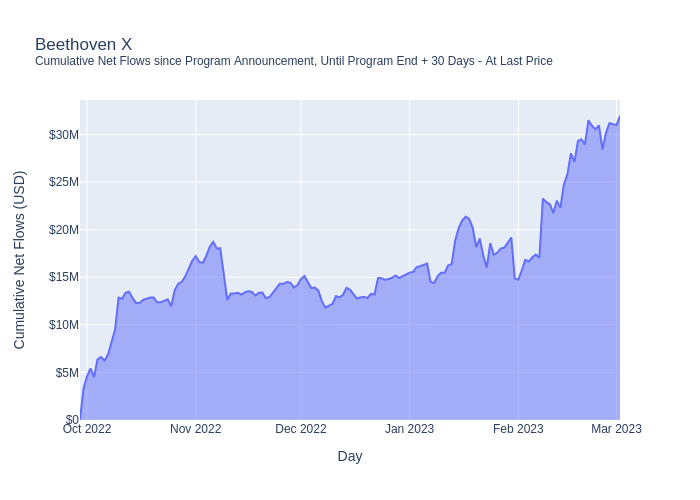 Beethoven X
Cumulative Net Flows since Program Announcement, Until Program End + 30 Days - At Last Price
$30M
$25M
$20M
$15M
$10M
$5M
$0
Cumulative Net Flows (USD)
Oct 2022
Nov 2022
Dec 2022
Jan 2023
Feb 2023
Mar 2023
Day